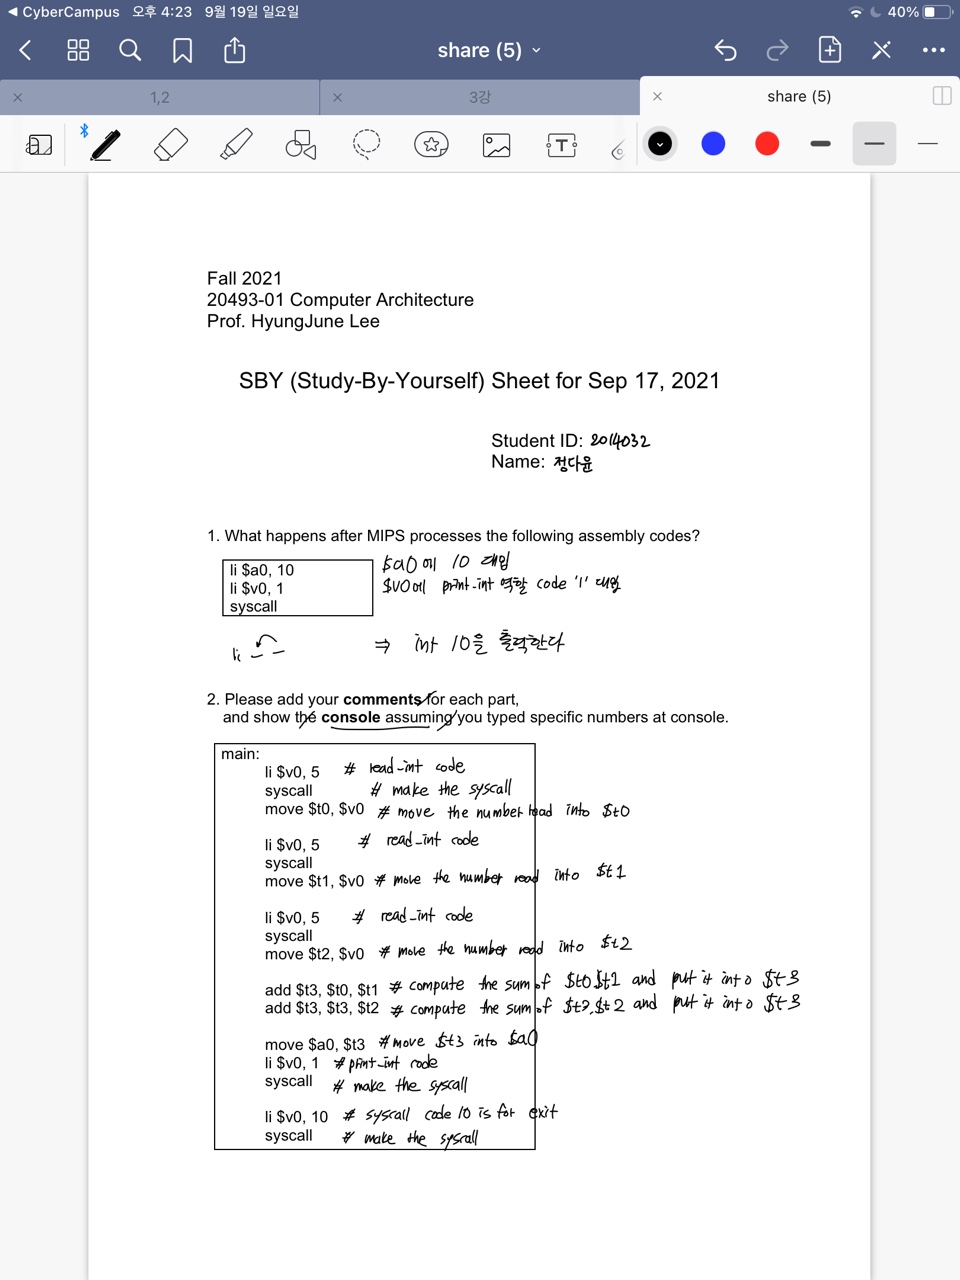 ◀ CyberCampus 오후 4:23 9월 19일 일요일 40%
share (5)
1,2 3강 share (5)
Fall 2021
20493-01 Computer Architecture
Prof. HyungJune Lee
SBY (Study-By-Yourself) Sheet for Sep 17, 2021
Student ID: 2014032
Name: 정다윤
1. What happens after MIPS processes the following assembly codes?
li $a0, 10 $a0에 10 대입
li $v0, 1 $v0에 print-int 역할 code '1' 대입
syscall
li
⇒ int 10을 출력한다
2. Please add your comments for each part,
and show the console assuming you typed specific numbers at console.
main:
li $v0, 5 # read-int code
syscall # make the syscall
move $t0, $v0 # move the number read into $t0
li $v0, 5 # read_int code
syscall
move $t1, $v0 # move the number read into $t1
li $v0, 5 # read_int code
syscall
move $t2, $v0 # move the number read into $t2
add $t3, $t0, $t1 # compute the sum of $t0,$t1 and put it into $t3
add $t3, $t3, $t2 # compute the sum of $t3,$t2 and put it into $t3
move $a0, $t3 # move $t3 into $a0
li $v0, 1 # print-int code
syscall # make the syscall
li $v0, 10 # syscall code 10 is for exit
syscall # make the syscall